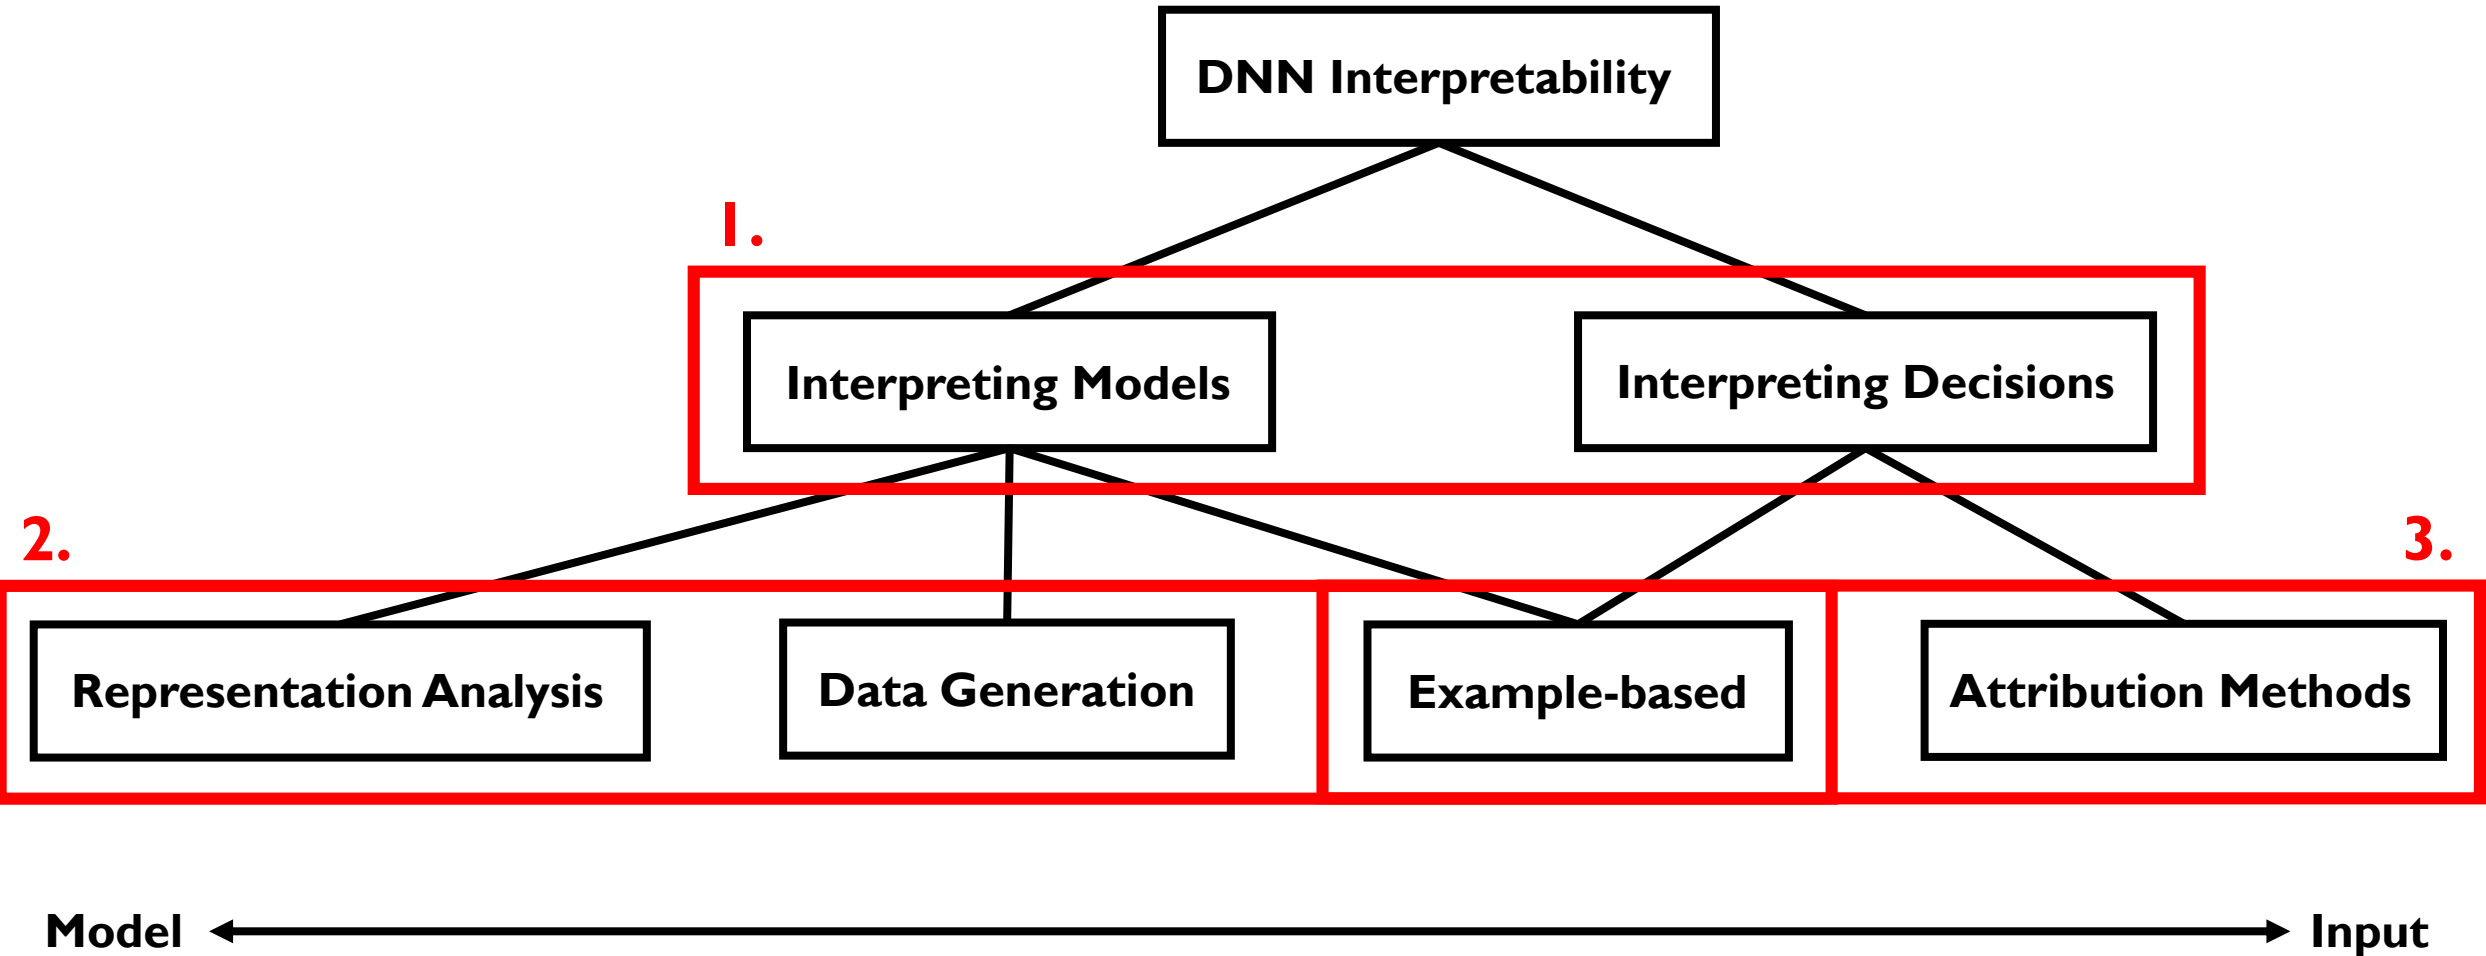 DNN Interpretability
1.
Interpreting Models
Interpreting Decisions
2.
3.
Representation Analysis
Data Generation
Example-based
Attribution Methods
Model
Input